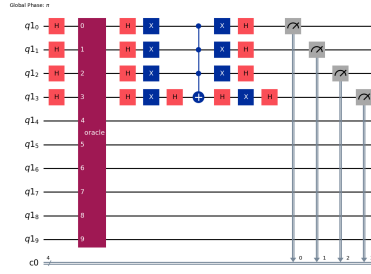 Global Phase: π
q1₀ H 0 H X X H
q1₁ H 1 H X X H
q1₂ H 2 H X X H
q1₃ H 3 H X H H X H
q1₄ 4
oracle
q1₅ 5
q1₆ 6
q1₇ 7
q1₈ 8
q1₉ 9
c0 4 0 1 2